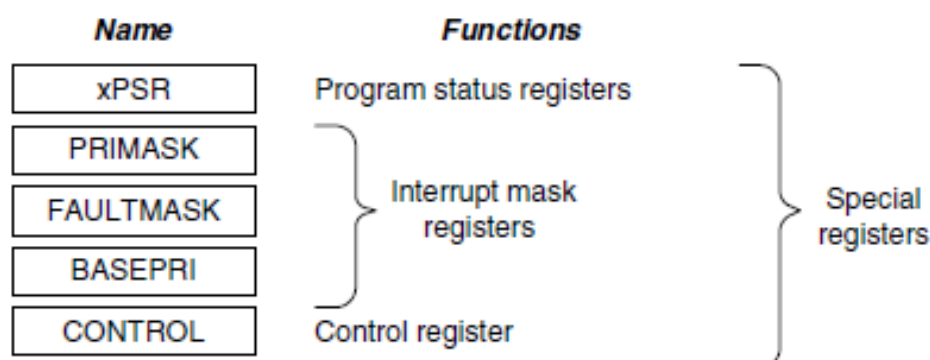 Name Functions
xPSR Program status registers
PRIMASK
FAULTMASK
BASEPRI
Interrupt mask
registers
CONTROL Control register
Special
registers